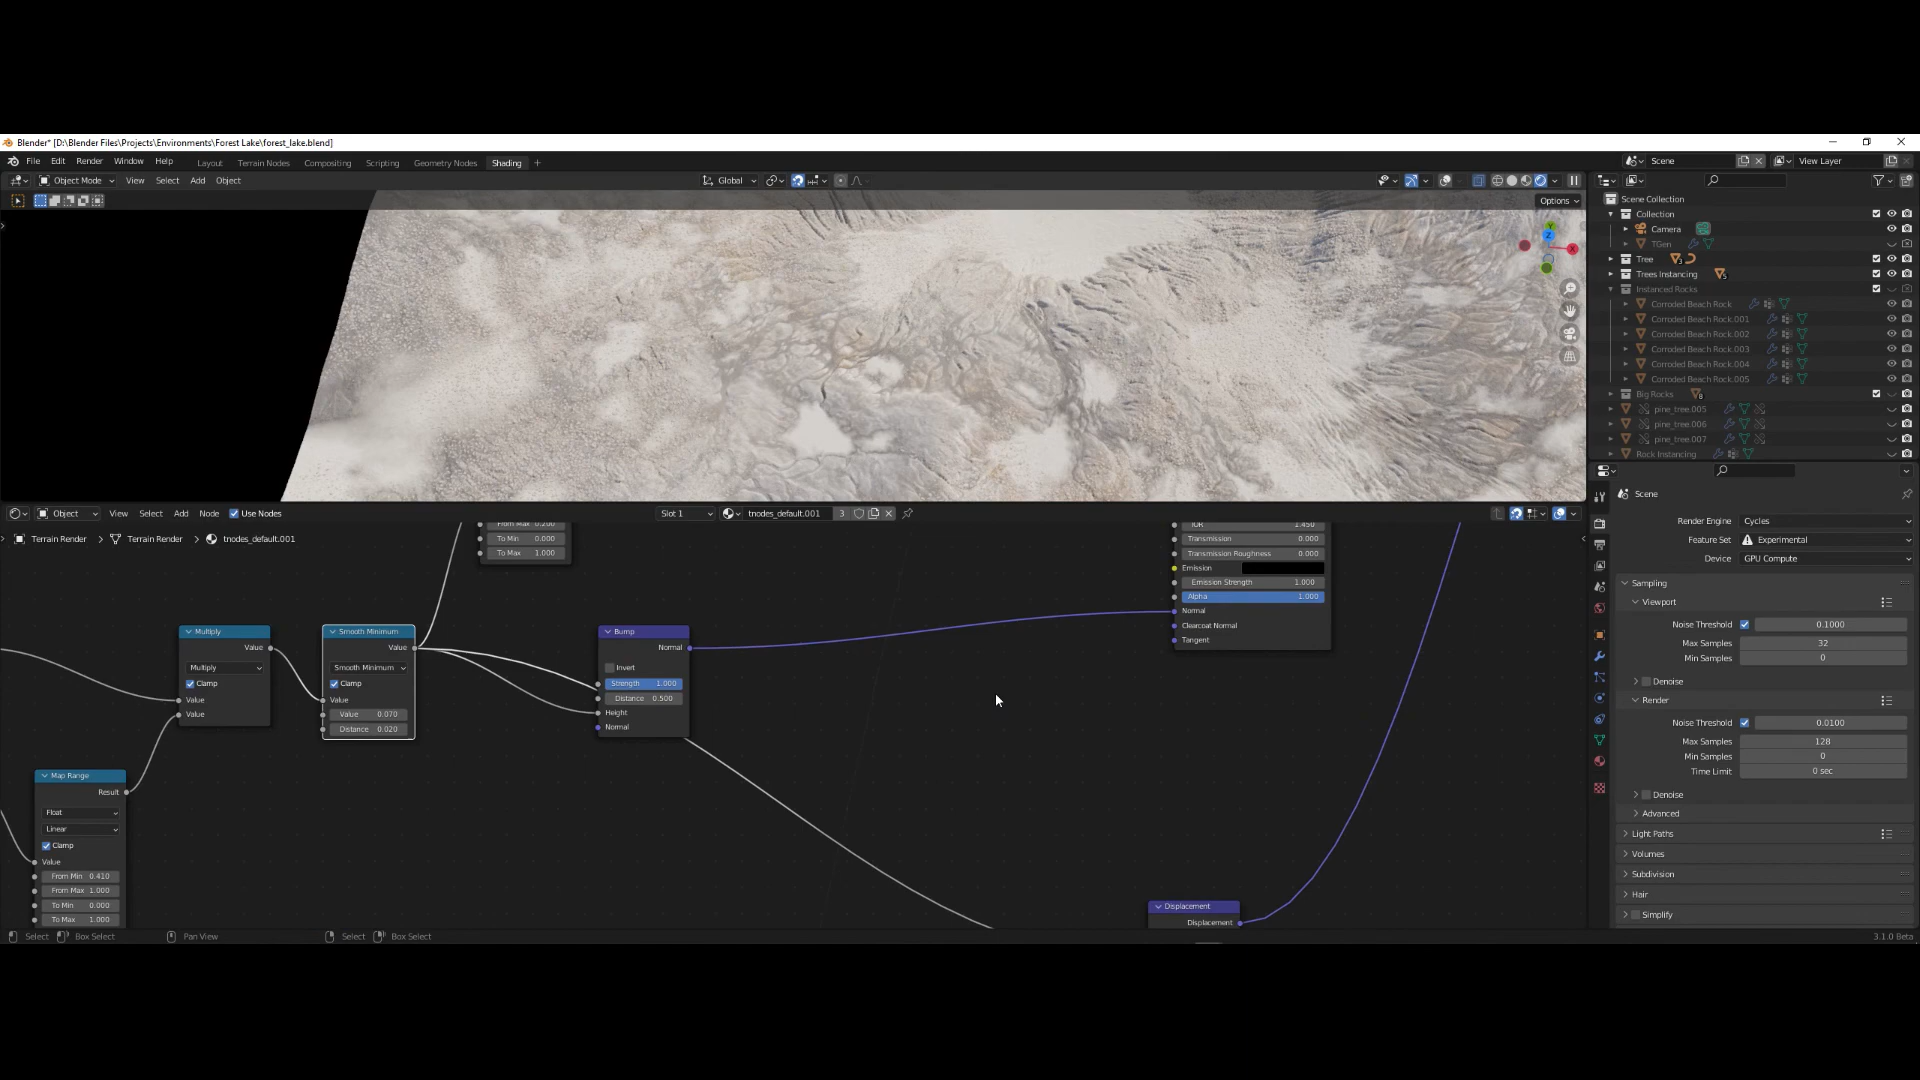 Blender* [D:\Blender Files\Projects\Environments\Forest Lake\forest_lake.blend]
File Edit Render Window Help Layout Terrain Nodes Compositing Scripting Geometry Nodes Shading +
Scene View Layer
Object Mode View Select Add Object Global
Options
Scene Collection
Collection
Camera
TGen
Tree
Trees Instancing
Instanced Rocks
Corroded Beach Rock
Corroded Beach Rock.001
Corroded Beach Rock.002
Corroded Beach Rock.003
Corroded Beach Rock.004
Corroded Beach Rock.005
Big Rocks
pine_tree.005
pine_tree.006
pine_tree.007
Rock Instancing
Y
Z
X
Object View Select Add Node Use Nodes Slot 1 tnodes_default.001 3
Terrain Render > Terrain Render > tnodes_default.001
From Max 0.200
To Min 0.000
To Max 1.000
IOR 1.450
Transmission 0.000
Transmission Roughness 0.000
Emission
Emission Strength 1.000
Alpha 1.000
Normal
Clearcoat Normal
Tangent
Multiply
Value
Multiply
Clamp
Value
Value
Smooth Minimum
Value
Smooth Minimum
Clamp
Value
Value 0.070
Distance 0.020
Bump
Normal
Invert
Strength 1.000
Distance 0.500
Height
Normal
Map Range
Result
Float
Linear
Clamp
Value
From Min 0.410
From Max 1.000
To Min 0.000
To Max 1.000
Displacement
Displacement
Scene
Render Engine Cycles
Feature Set Experimental
Device GPU Compute
Sampling
Viewport
Noise Threshold 0.1000
Max Samples 32
Min Samples 0
Denoise
Render
Noise Threshold 0.0100
Max Samples 128
Min Samples 0
Time Limit 0 sec
Denoise
Advanced
Light Paths
Volumes
Subdivision
Hair
Simplify
Select Box Select Pan View Select Box Select 3.1.0 Beta